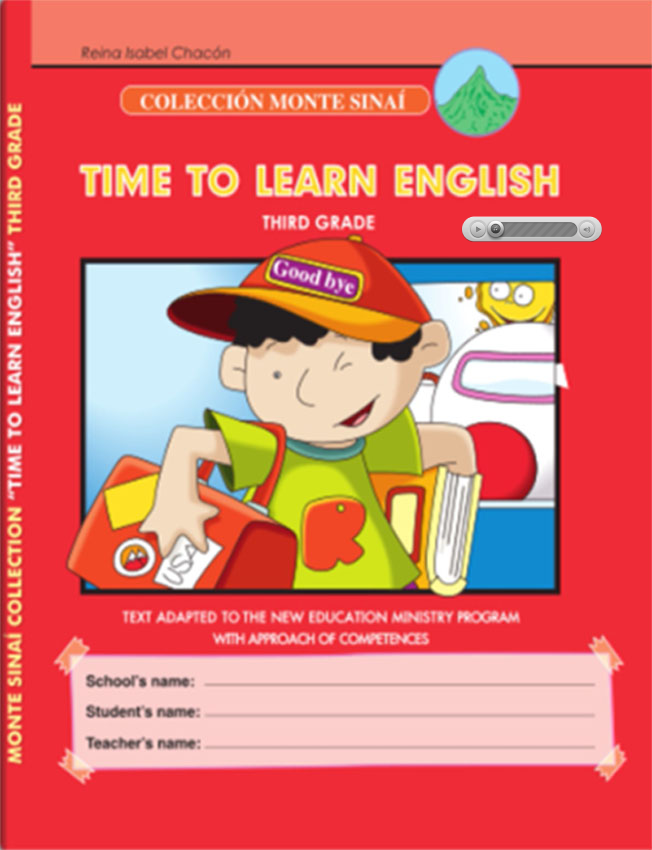 Reina Isabel Chacón
COLECCIÓN MONTE SINAÍ
TIME TO LEARN ENGLISH
THIRD GRADE
Good bye
R
USA
TEXT ADAPTED TO THE NEW EDUCATION MINISTRY PROGRAM
WITH APPROACH OF COMPETENCES
School's name:
Student's name:
Teacher's name:
MONTE SINAÍ COLLECTION "TIME TO LEARN ENGLISH" THIRD GRADE